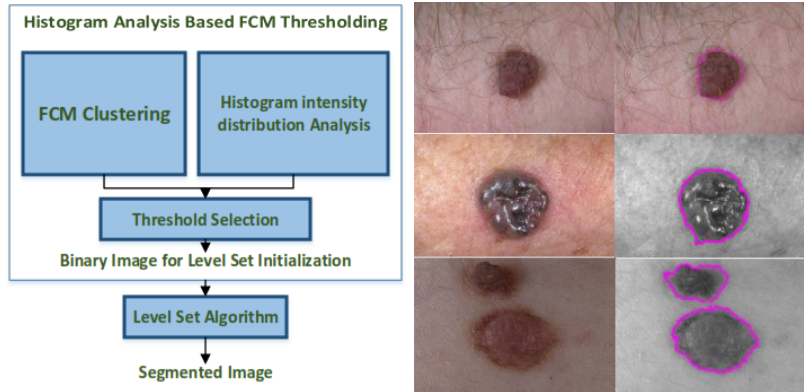 Histogram Analysis Based FCM Thresholding
FCM Clustering
Histogram intensity
distribution Analysis
Threshold Selection
Binary Image for Level Set Initialization
Level Set Algorithm
Segmented Image